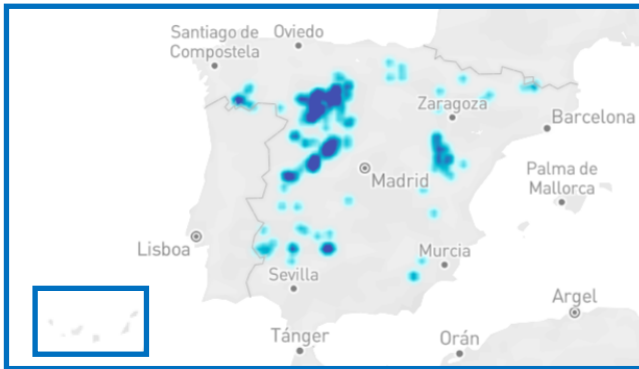 Santiago de
Compostela
Oviedo
Zaragoza
Barcelona
Madrid
Palma de
Mallorca
Lisboa
Murcia
Sevilla
Argel
Tánger
Orán